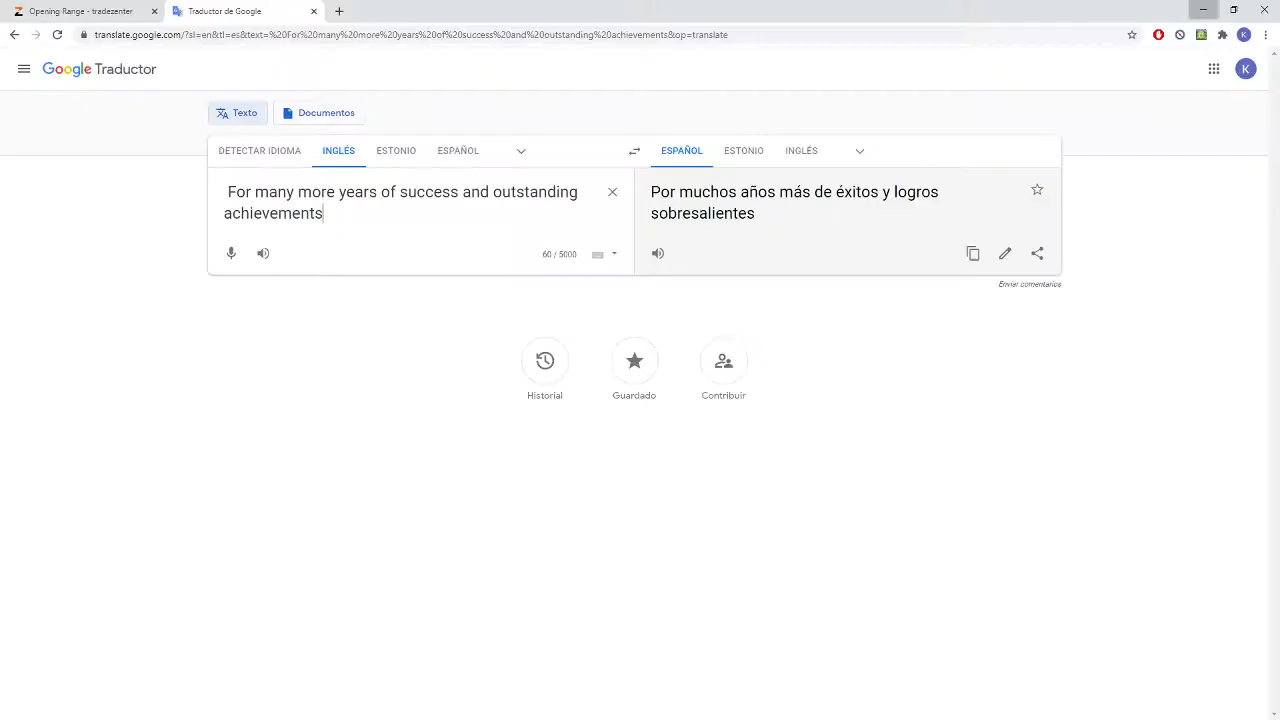 Opening Range - tradezenter
Traductor de Google
translate.google.com/?sl=en&tl=es&text=%20For%20many%20more%20years%20of%20success%20and%20outstanding%20achievements&op=translate
K
Google Traductor
K
Texto
Documentos
DETECTAR IDIOMA INGLÉS ESTONIO ESPAÑOL
ESPAÑOL ESTONIO INGLÉS
For many more years of success and outstanding
achievements
60 / 5000
Por muchos años más de éxitos y logros
sobresalientes
Enviar comentarios
Historial
Guardado
Contribuir